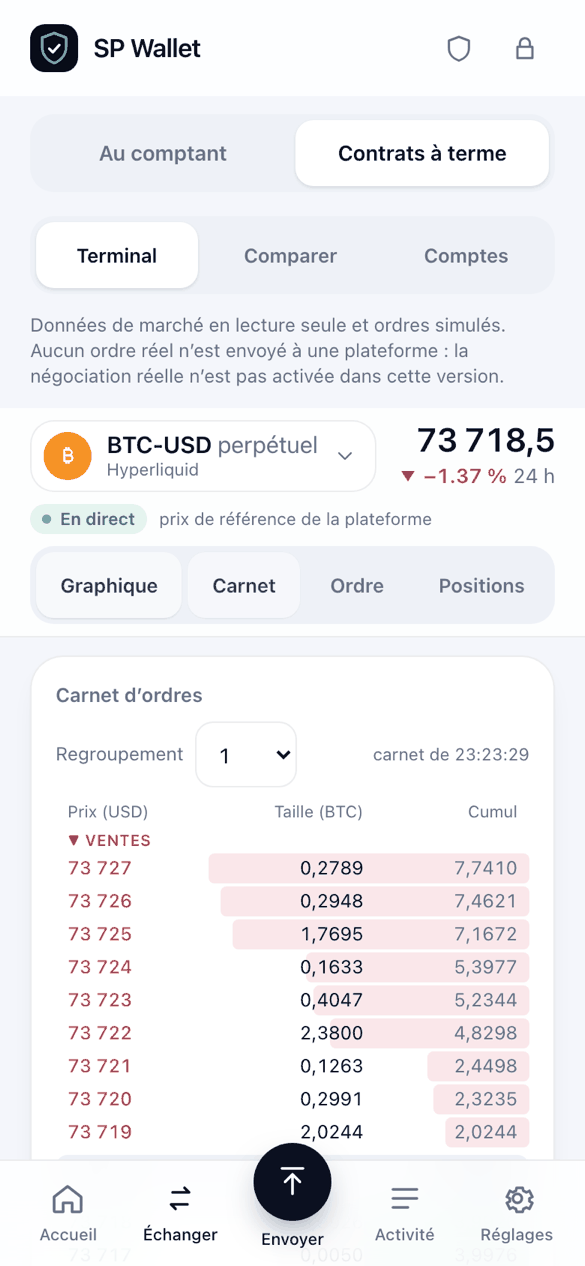 SP Wallet
Au comptant
Contrats à terme
Terminal
Comparer
Comptes
Données de marché en lecture seule et ordres simulés.
Aucun ordre réel n’est envoyé à une plateforme : la
négociation réelle n’est pas activée dans cette version.
BTC-USD perpétuel
Hyperliquid
73 718,5
▼ −1.37 % 24 h
En direct
prix de référence de la plateforme
Graphique
Carnet
Ordre
Positions
Carnet d’ordres
Regroupement
1
carnet de 23:23:29
Prix (USD) Taille (BTC) Cumul
▼ VENTES
73 727 0,2789 7,7410
73 726 0,2948 7,4621
73 725 1,7695 7,1672
73 724 0,1633 5,3977
73 723 0,4047 5,2344
73 722 2,3800 4,8298
73 721 0,1263 2,4498
73 720 0,2991 2,3235
73 719 2,0244 2,0244
Accueil
Échanger
Envoyer
Activité
Réglages
73 717 0,0050 3,9976